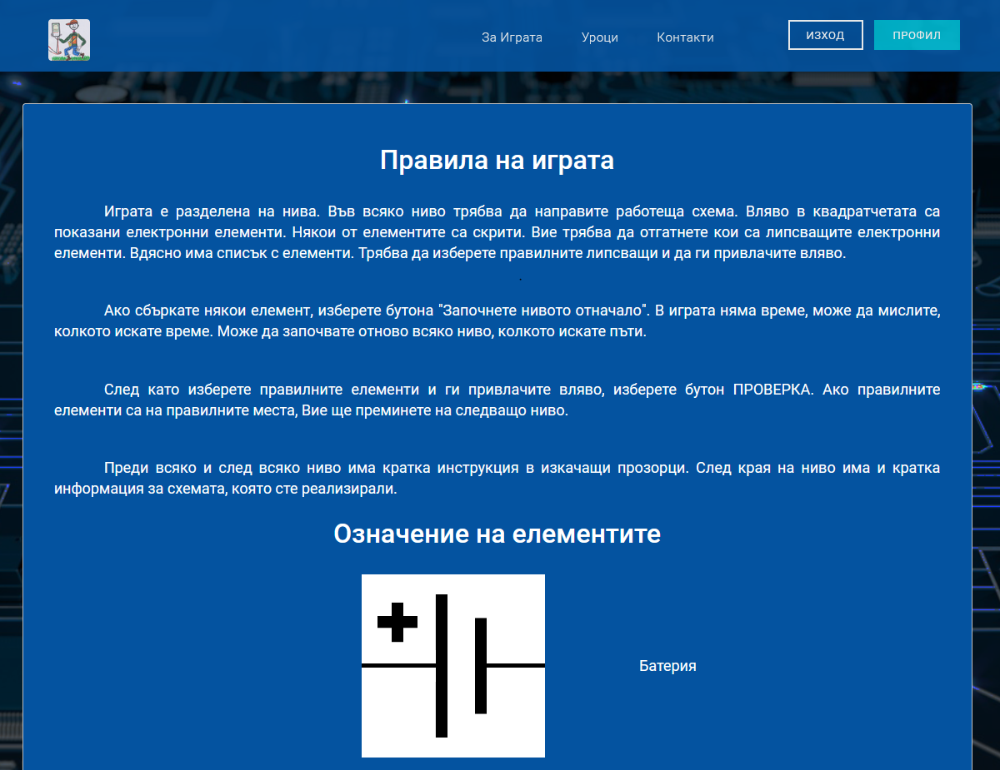 За Играта
Уроци
Контакти
ИЗХОД
ПРОФИЛ
Правила на играта
Играта е разделена на нива. Във всяко ниво трябва да направите работеща схема. Вляво в квадратчетата са
показани електронни елементи. Някои от елементите са скрити. Вие трябва да отгатнете кои са липсващите електронни
елементи. Вдясно има списък с елементи. Трябва да изберете правилните липсващи и да ги привлачите вляво.
Ако сбъркате някои елемент, изберете бутона "Започнете нивото отначало". В играта няма време, може да мислите,
колкото искате време. Може да започвате отново всяко ниво, колкото искате пъти.
След като изберете правилните елементи и ги привлачите вляво, изберете бутон ПРОВЕРКА. Ако правилните
елементи са на правилните места, Вие ще преминете на следващо ниво.
Преди всяко и след всяко ниво има кратка инструкция в изкачащи прозорци. След края на ниво има и кратка
информация за схемата, която сте реализирали.
Означение на елементите
+
Батерия